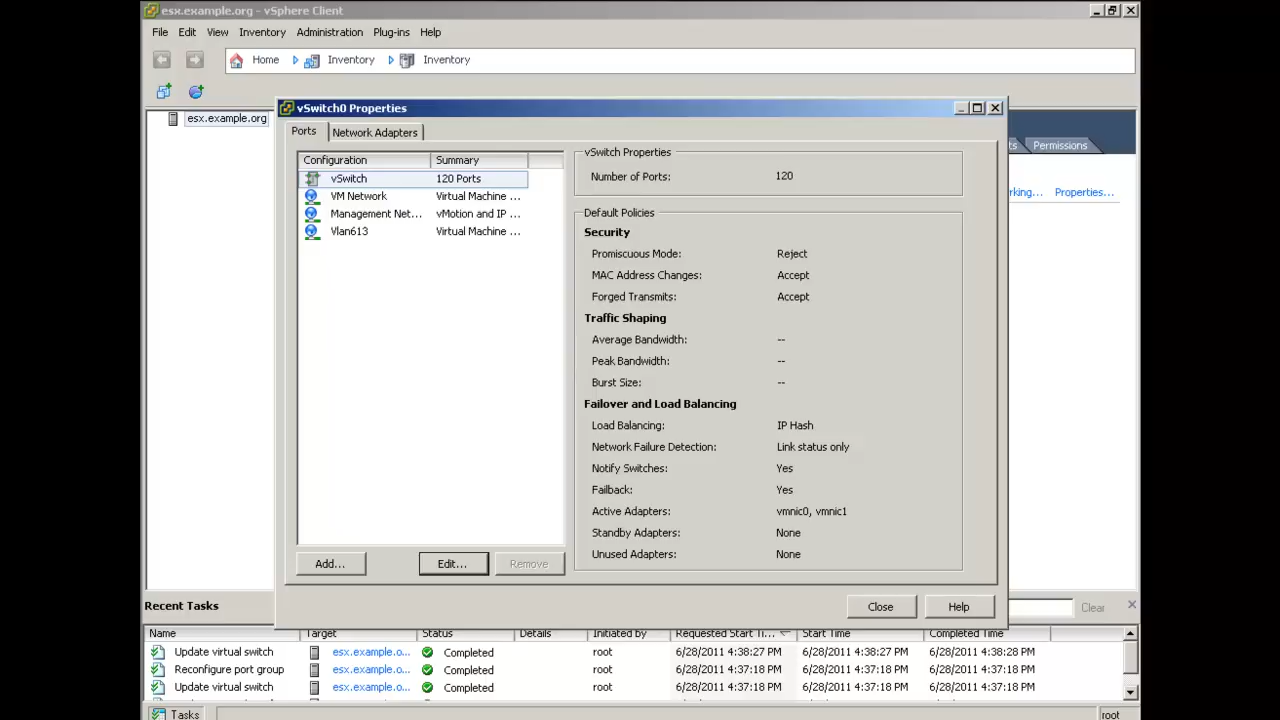 esx.example.org - vSphere Client
File Edit View Inventory Administration Plug-ins Help
Home Inventory Inventory
esx.example.org
vSwitch0 Properties
Ports Network Adapters
ts Permissions
rking... Properties...
Configuration Summary
vSwitch 120 Ports
VM Network Virtual Machine ...
Management Net... vMotion and IP ...
Vlan613 Virtual Machine ...
Add... Edit... Remove
vSwitch Properties
Number of Ports: 120
Default Policies
Security
Promiscuous Mode: Reject
MAC Address Changes: Accept
Forged Transmits: Accept
Traffic Shaping
Average Bandwidth: --
Peak Bandwidth: --
Burst Size: --
Failover and Load Balancing
Load Balancing: IP Hash
Network Failure Detection: Link status only
Notify Switches: Yes
Failback: Yes
Active Adapters: vmnic0, vmnic1
Standby Adapters: None
Unused Adapters: None
Close Help
Recent Tasks Clear
Name Target Status Details Initiated by Requested Start Ti... Start Time Completed Time
Update virtual switch esx.example.o... Completed root 6/28/2011 4:38:27 PM 6/28/2011 4:38:27 PM 6/28/2011 4:38:28 PM
Reconfigure port group esx.example.o... Completed root 6/28/2011 4:37:18 PM 6/28/2011 4:37:18 PM 6/28/2011 4:37:18 PM
Update virtual switch esx.example.o... Completed root 6/28/2011 4:37:18 PM 6/28/2011 4:37:18 PM 6/28/2011 4:37:18 PM
Tasks root